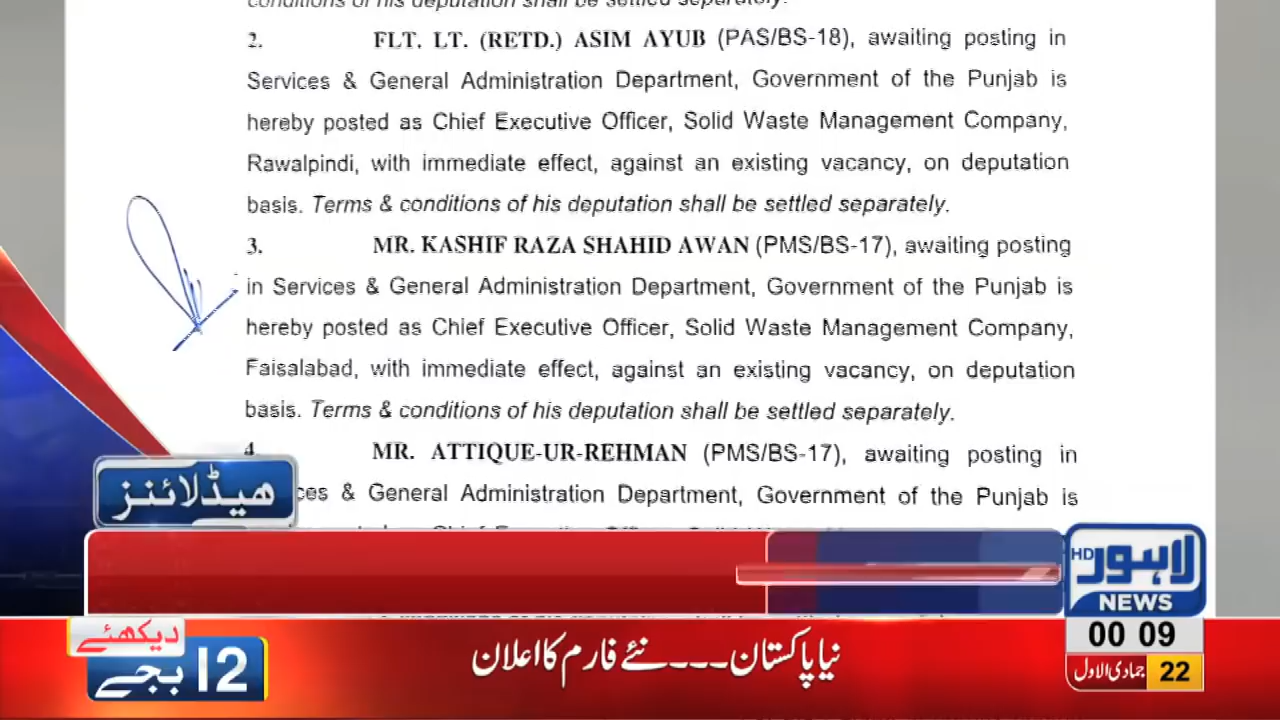 conditions of his deputation shall be settled separately.
2. FLT. LT. (RETD.) ASIM AYUB (PAS/BS-18), awaiting posting in
Services & General Administration Department, Government of the Punjab is
hereby posted as Chief Executive Officer, Solid Waste Management Company,
Rawalpindi, with immediate effect, against an existing vacancy, on deputation
basis. Terms & conditions of his deputation shall be settled separately.
3. MR. KASHIF RAZA SHAHID AWAN (PMS/BS-17), awaiting posting
in Services & General Administration Department, Government of the Punjab is
hereby posted as Chief Executive Officer, Solid Waste Management Company,
Faisalabad, with immediate effect, against an existing vacancy, on deputation
basis. Terms & conditions of his deputation shall be settled separately.
4. MR. ATTIQUE-UR-REHMAN (PMS/BS-17), awaiting posting in
& General Administration Department, Government of the Punjab is
ہیڈلائنز
HD لاہور
NEWS
00 09
جمادی الاول 22
دیکھئے
12 بجے
نیا پاکستان۔۔۔نئے فارم کا اعلان